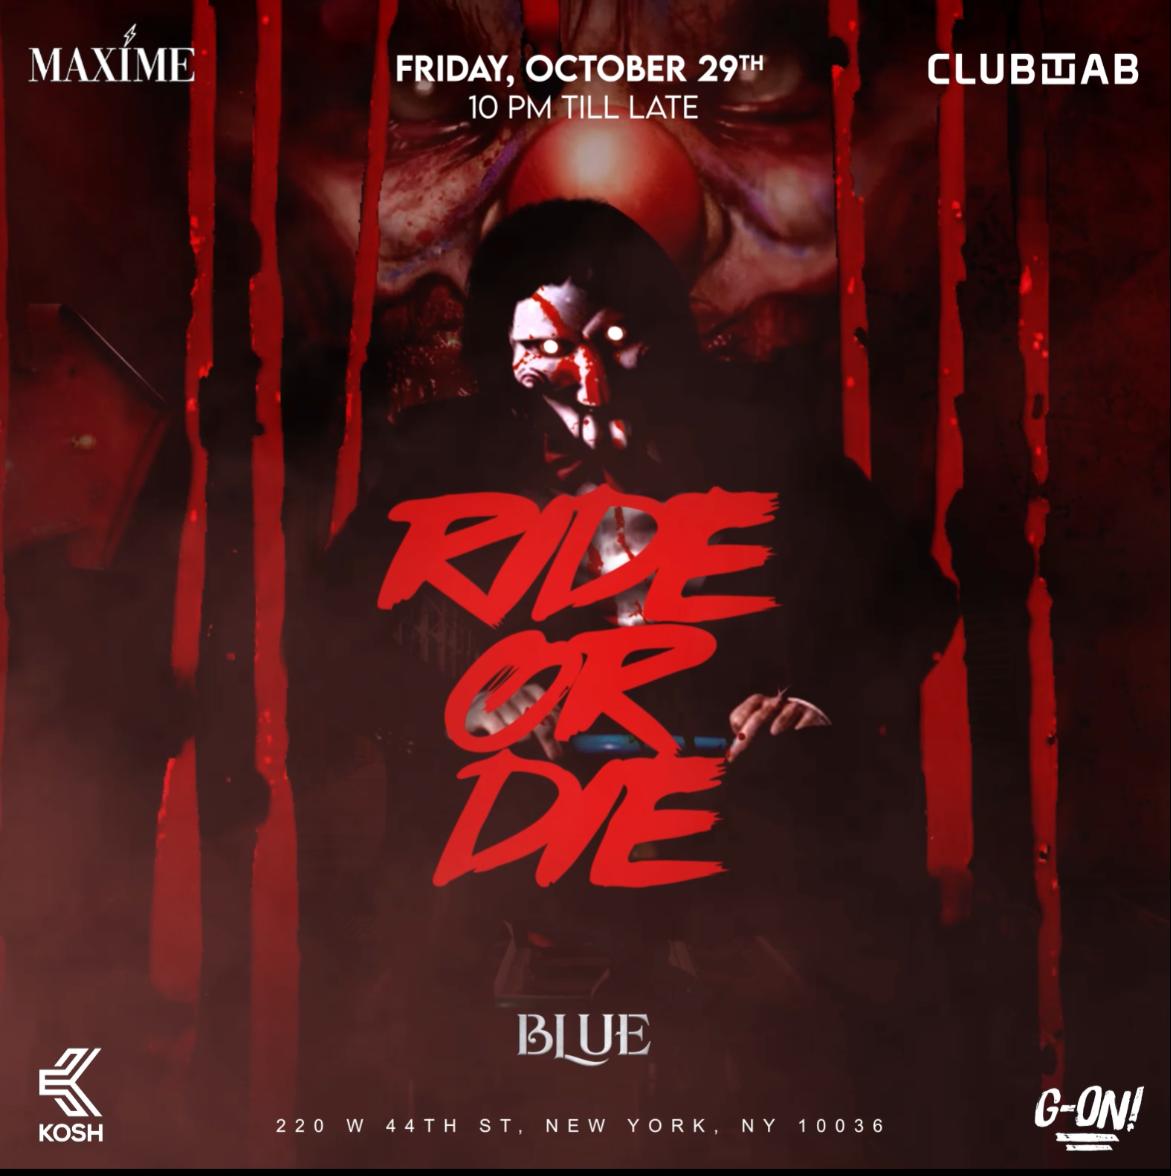 MAXIME
FRIDAY, OCTOBER 29TH
10 PM TILL LATE
CLUBTAB
RIDE
OR
DIE
BLUE
KOSH
220 W 44TH ST, NEW YORK, NY 10036
G-ON!